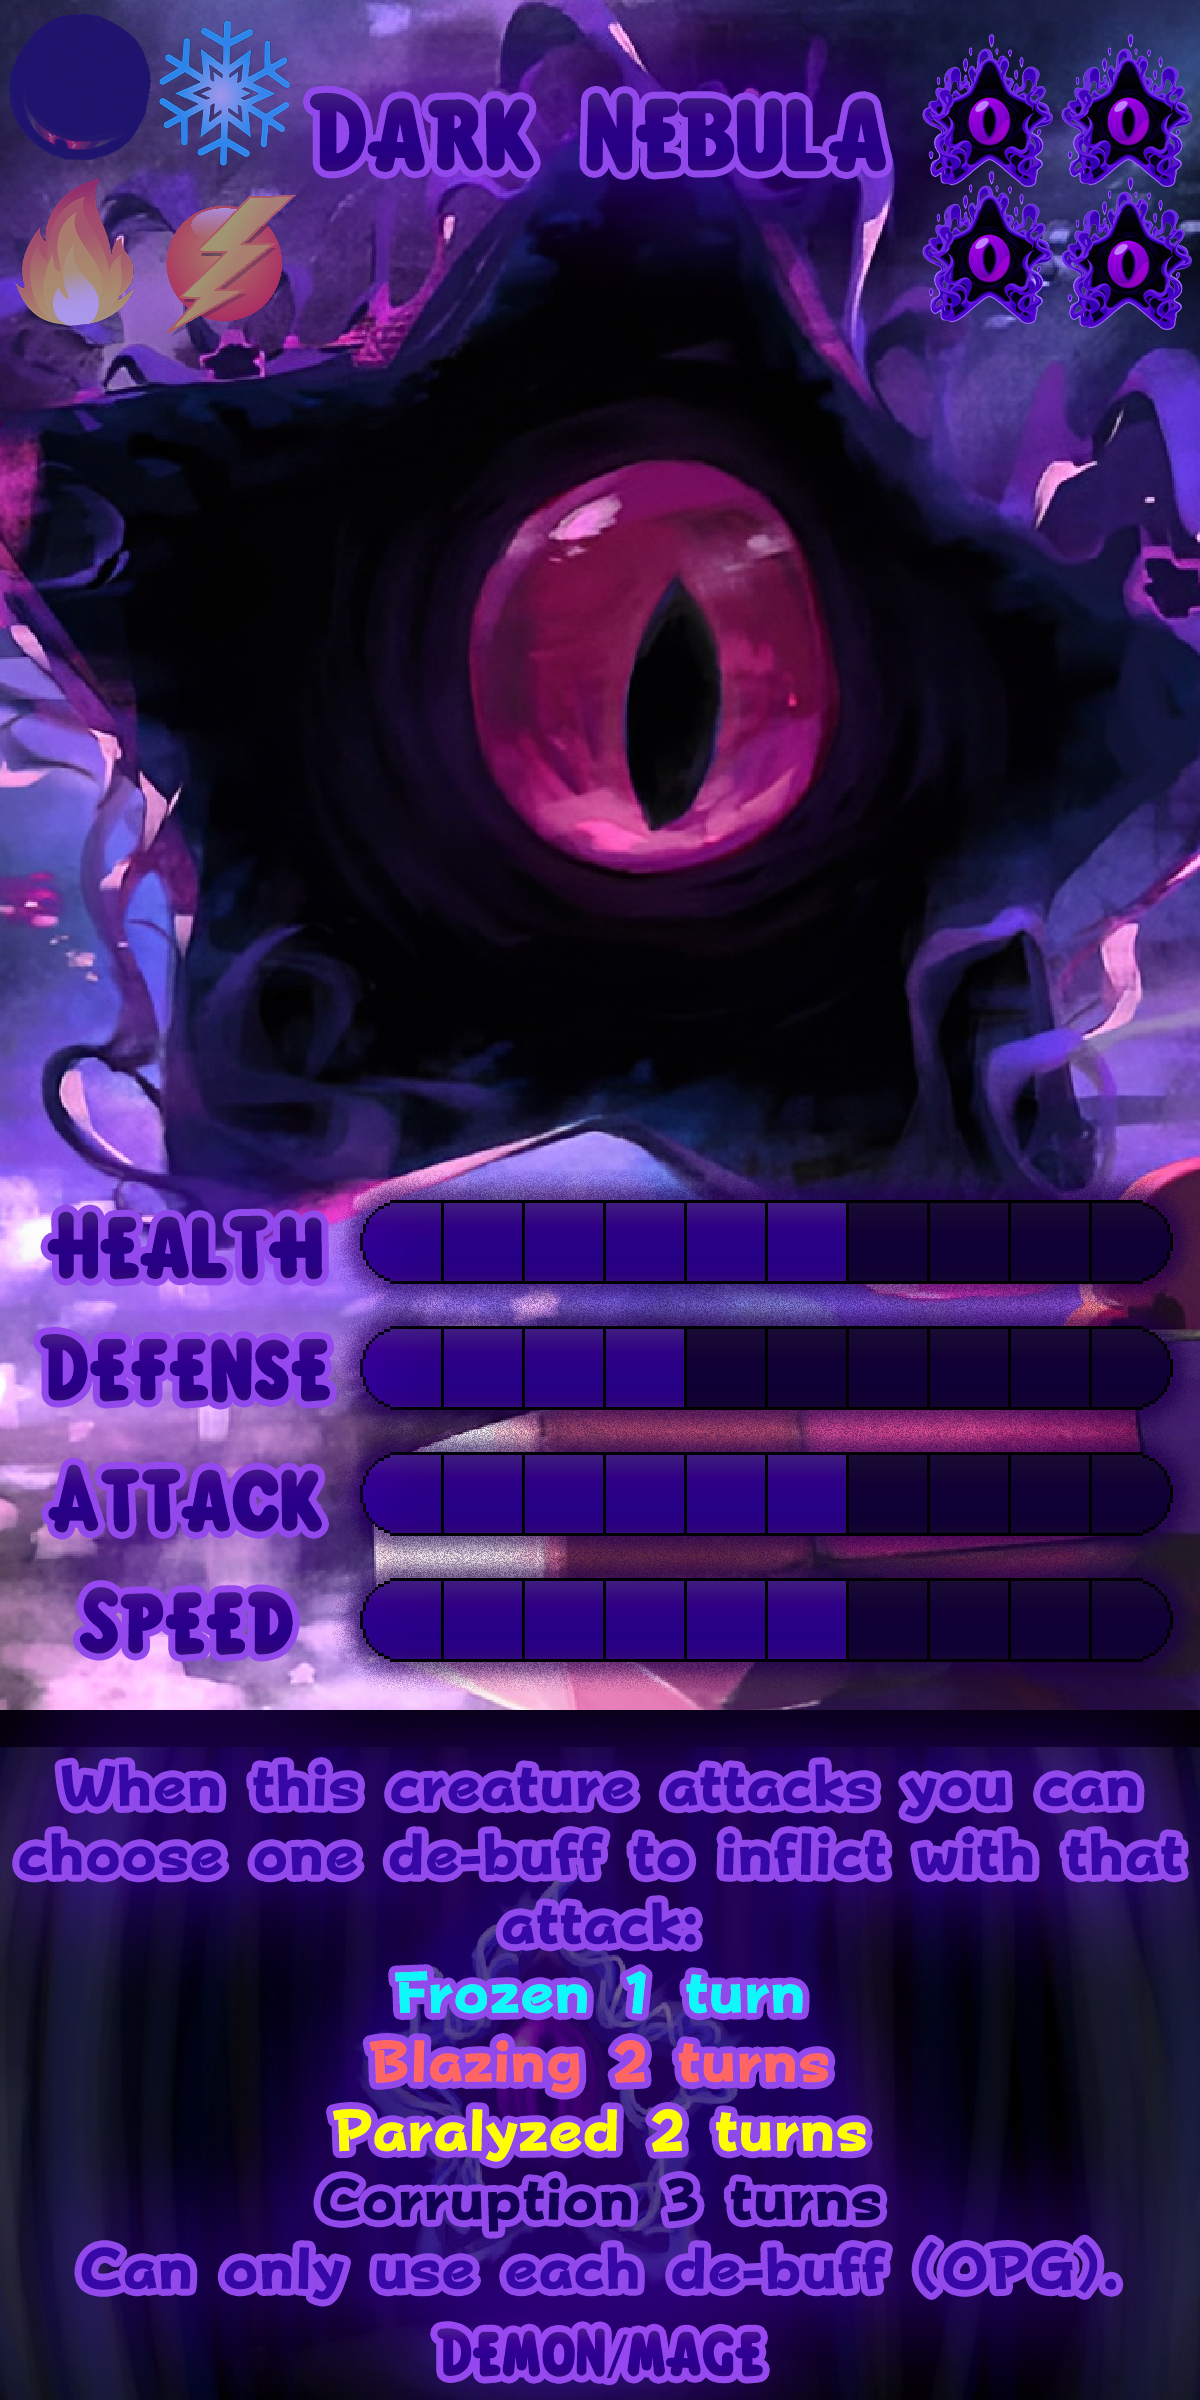 Dark Nebula
Health
Defense
Attack
Speed
When this creature attacks you can
choose one de-buff to inflict with that
attack:
Frozen 1 turn
Blazing 2 turns
Paralyzed 2 turns
Corruption 3 turns
Can only use each de-buff (OPG).
DEMON/MAGE